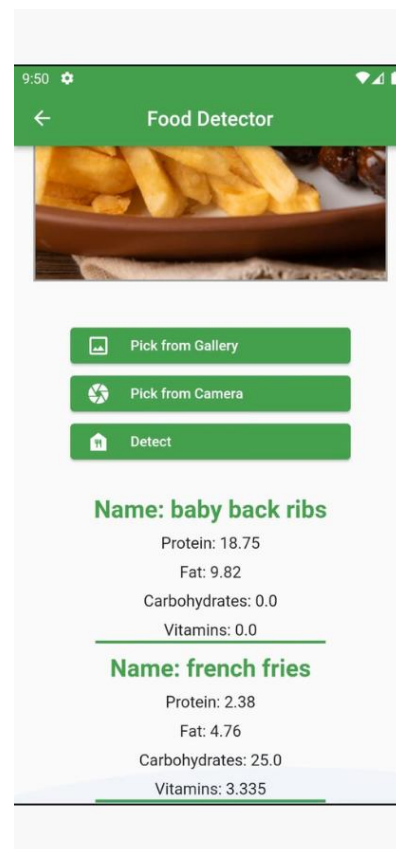 9:50
Food Detector
Pick from Gallery
Pick from Camera
Detect
Name: baby back ribs
Protein: 18.75
Fat: 9.82
Carbohydrates: 0.0
Vitamins: 0.0
Name: french fries
Protein: 2.38
Fat: 4.76
Carbohydrates: 25.0
Vitamins: 3.335